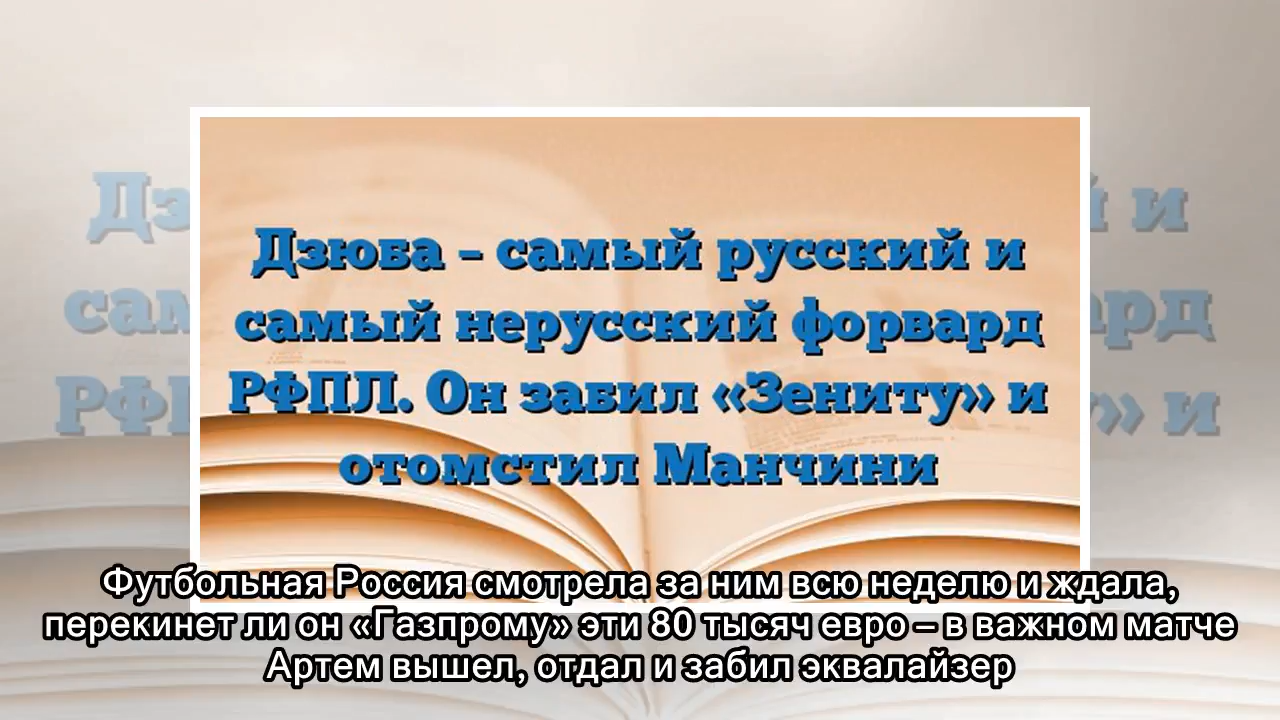 Дзюба – самый русский и
самый нерусский форвард
РФПЛ. Он забил «Зениту» и
отомстил Манчини
Футбольная Россия смотрела за ним всю неделю и ждала,
перекинет ли он «Газпрому» эти 80 тысяч евро – в важном матче
Артем вышел, отдал и забил эквалайзер